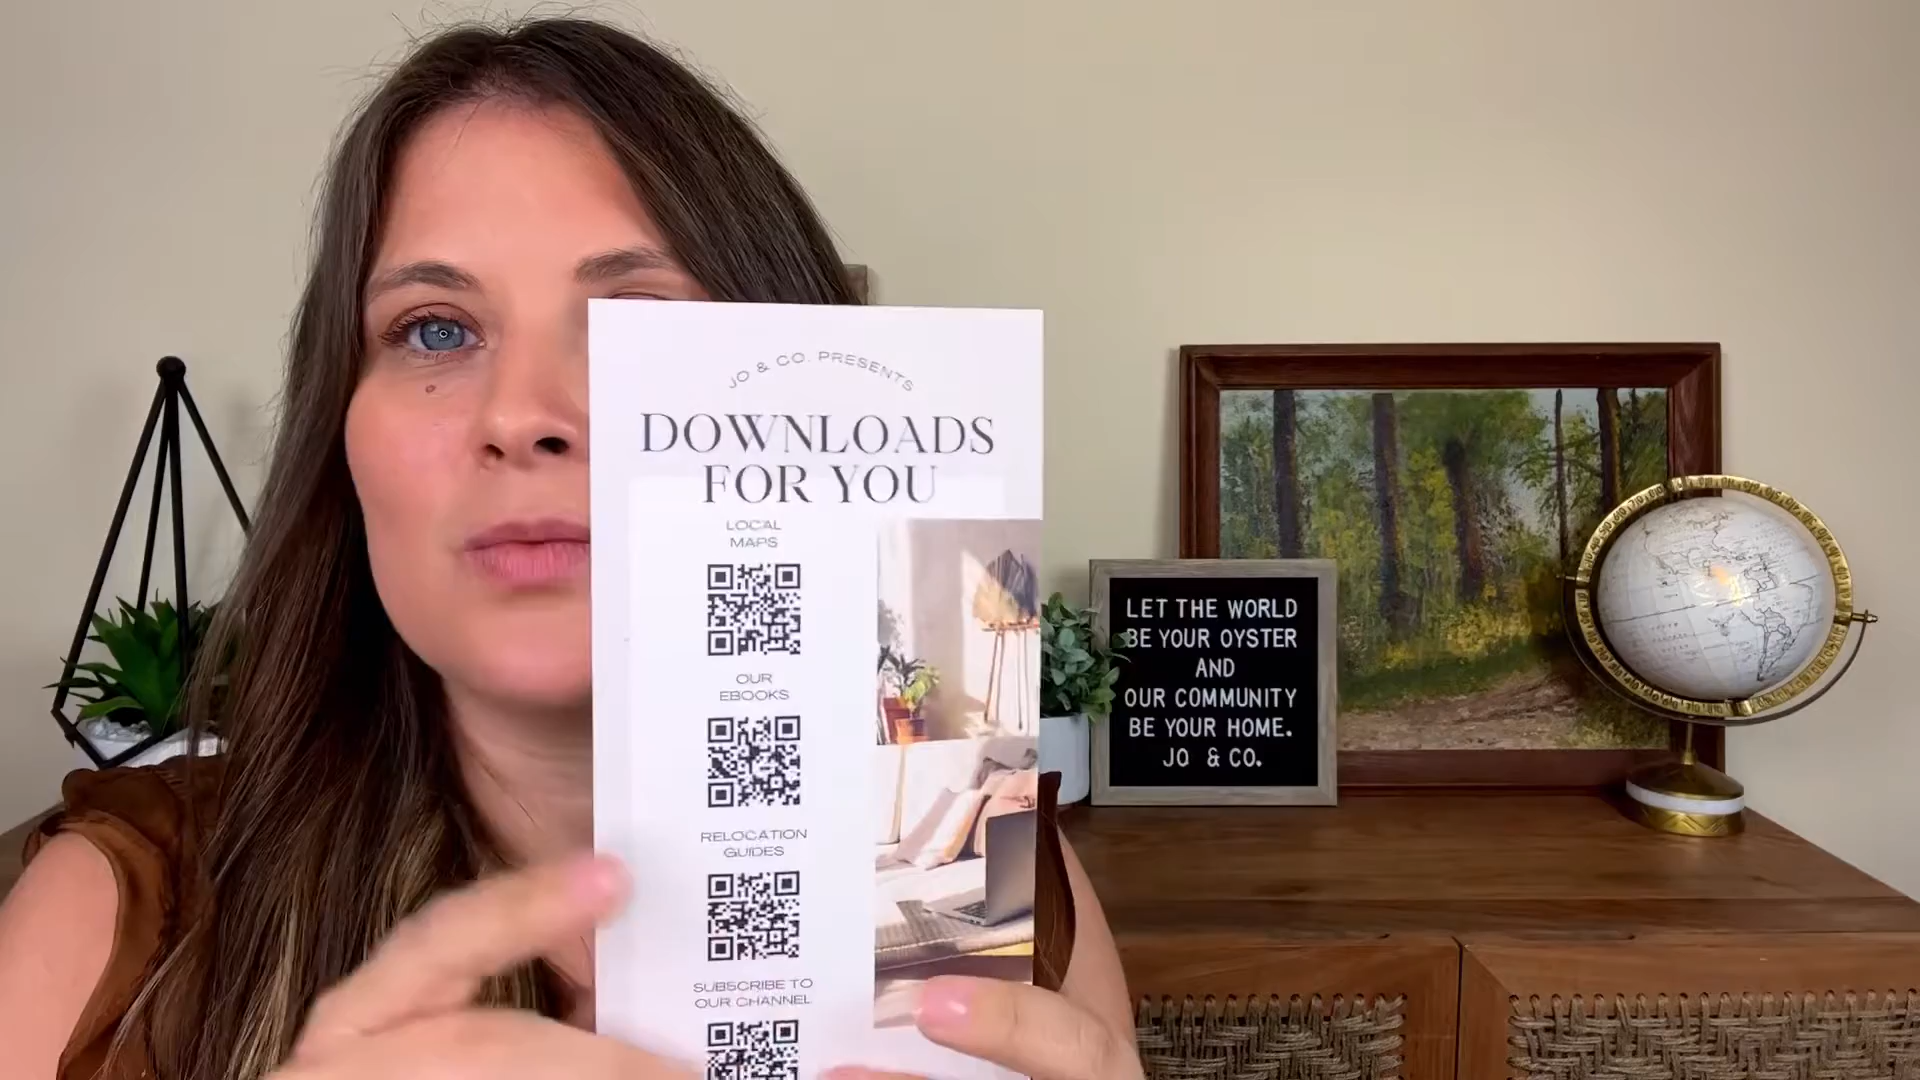 JO & CO. PRESENTS
DOWNLOADS
FOR YOU
LOCAL
MAPS
OUR
EBOOKS
RELOCATION
GUIDES
SUBSCRIBE TO
OUR CHANNEL
LET THE WORLD
BE YOUR OYSTER
AND
OUR COMMUNITY
BE YOUR HOME.
JO & CO.